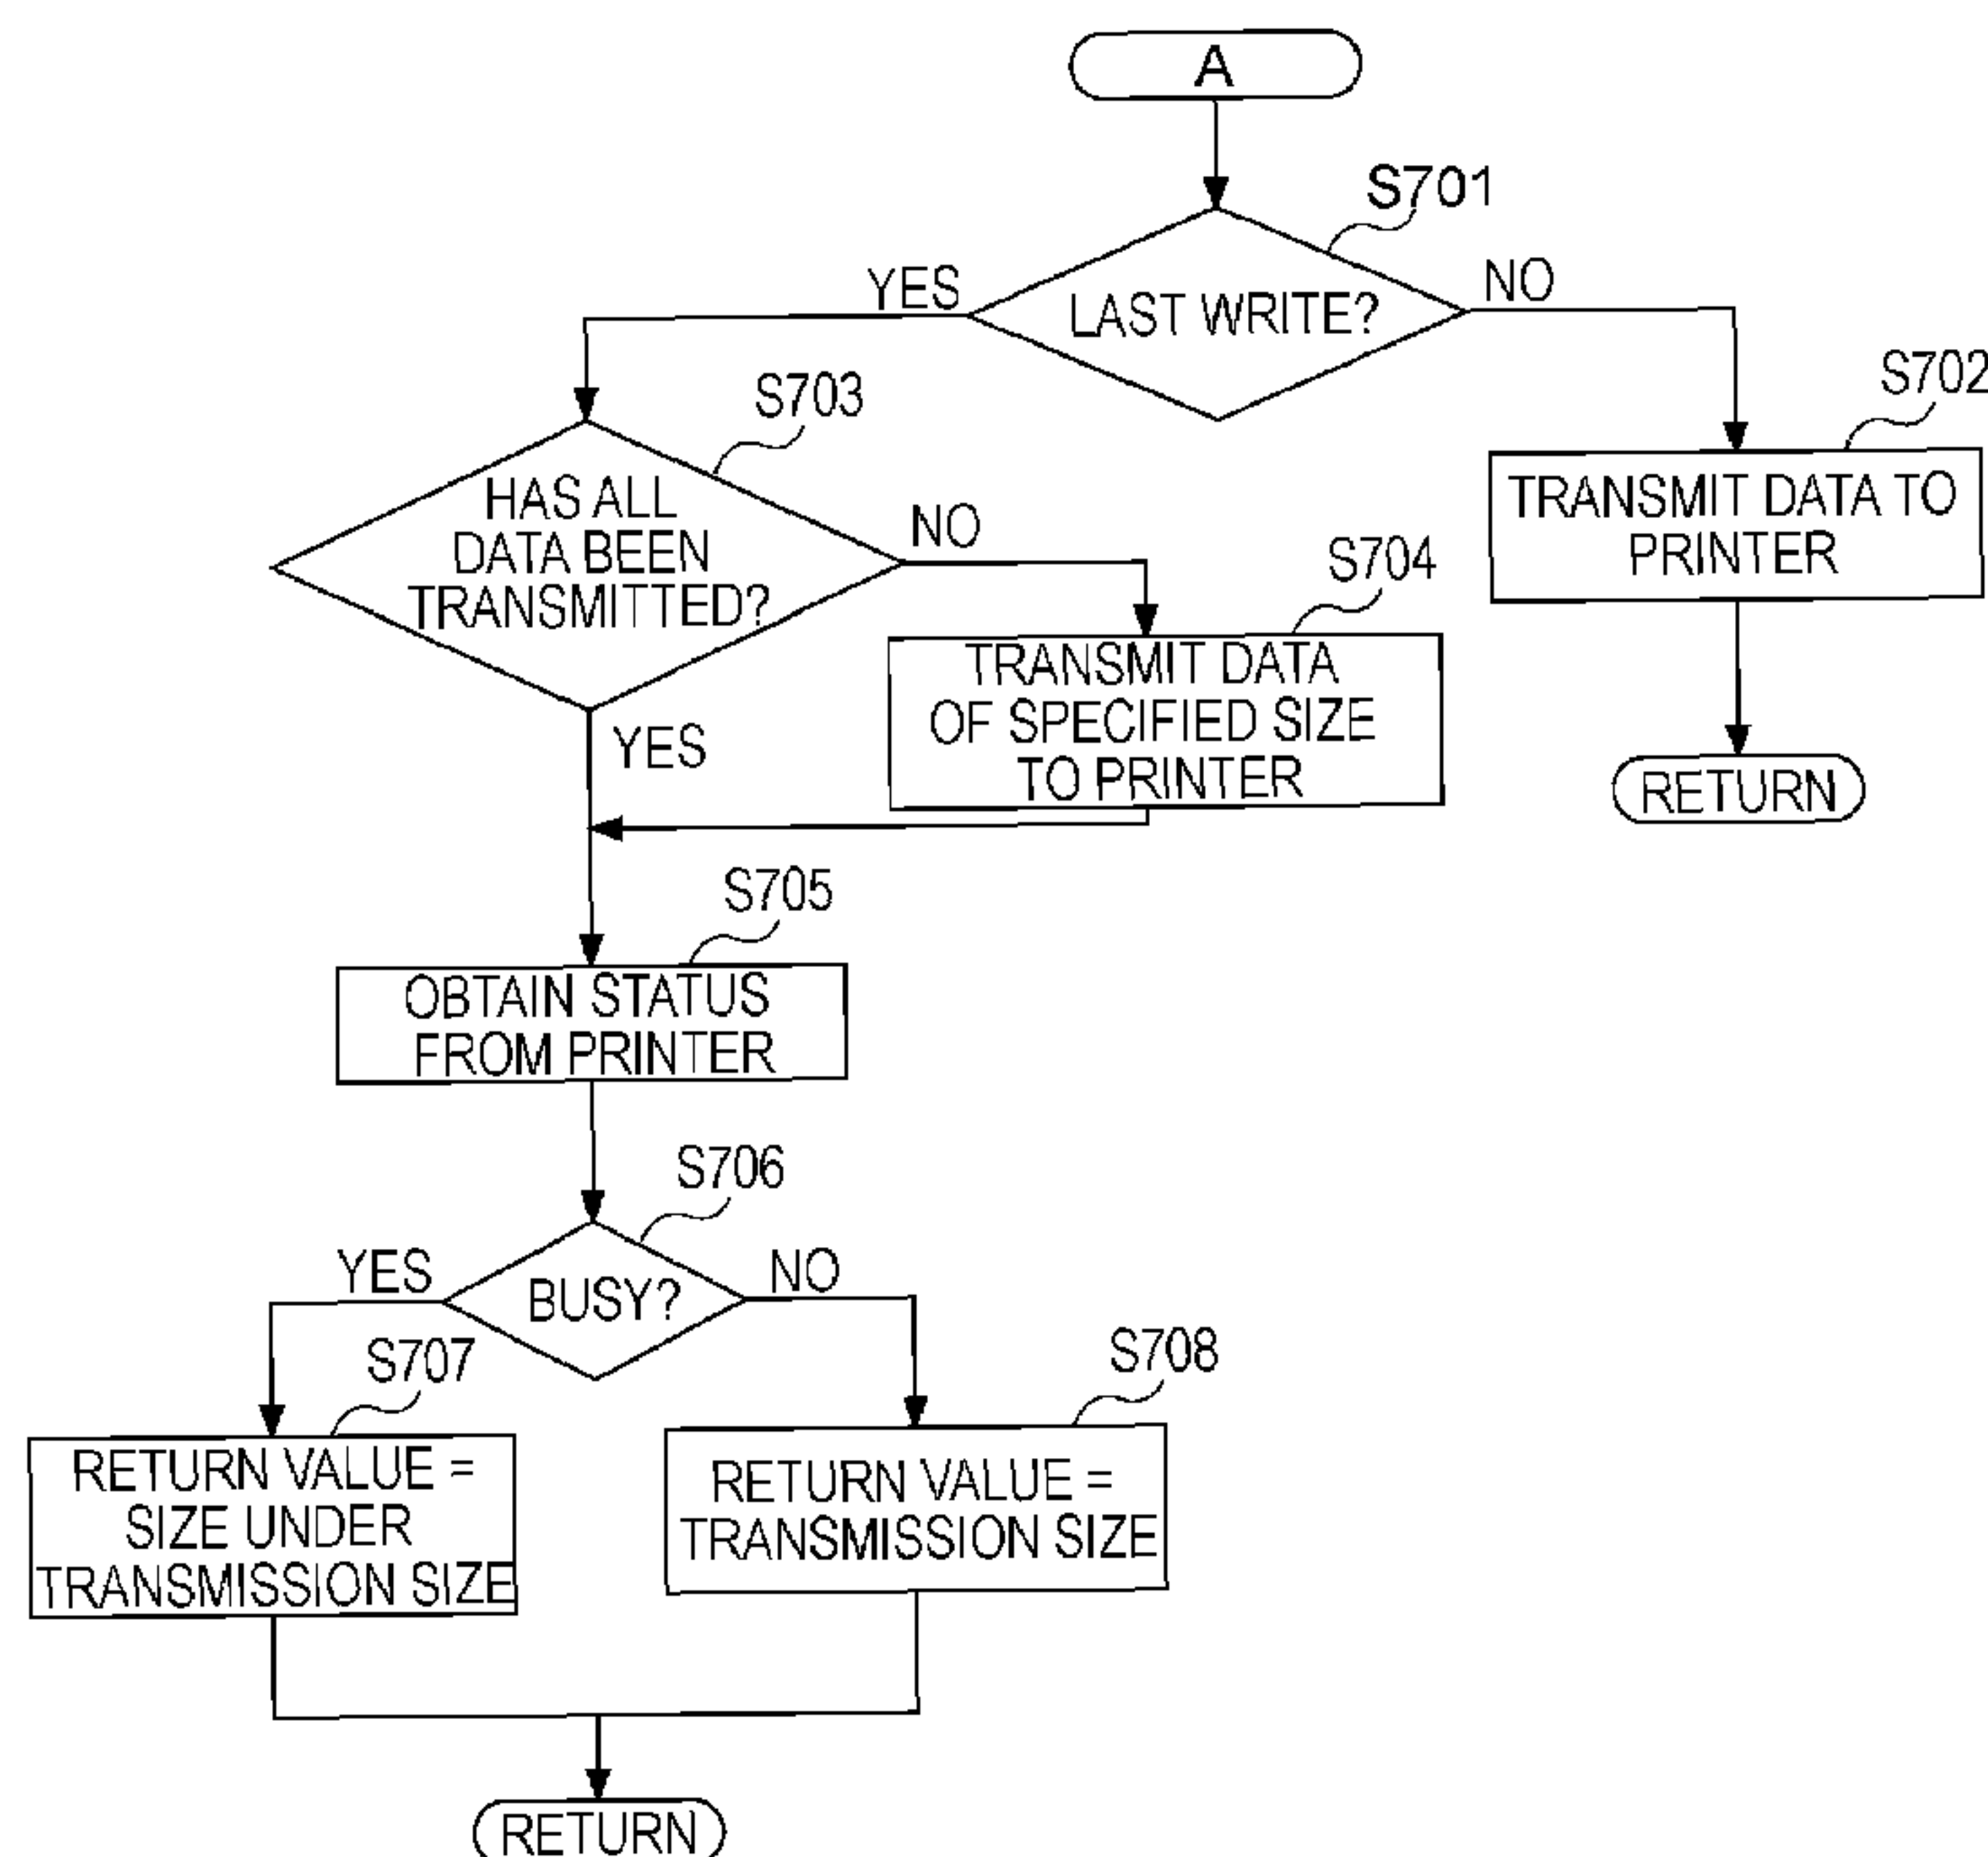 A
S701
LAST WRITE?
YES
NO
S702
TRANSMIT DATA TO
PRINTER
RETURN
S703
HAS ALL
DATA BEEN
TRANSMITTED?
NO
YES
S704
TRANSMIT DATA
OF SPECIFIED SIZE
TO PRINTER
S705
OBTAIN STATUS
FROM PRINTER
S706
BUSY?
YES
NO
S707
RETURN VALUE =
SIZE UNDER
TRANSMISSION SIZE
S708
RETURN VALUE =
TRANSMISSION SIZE
RETURN